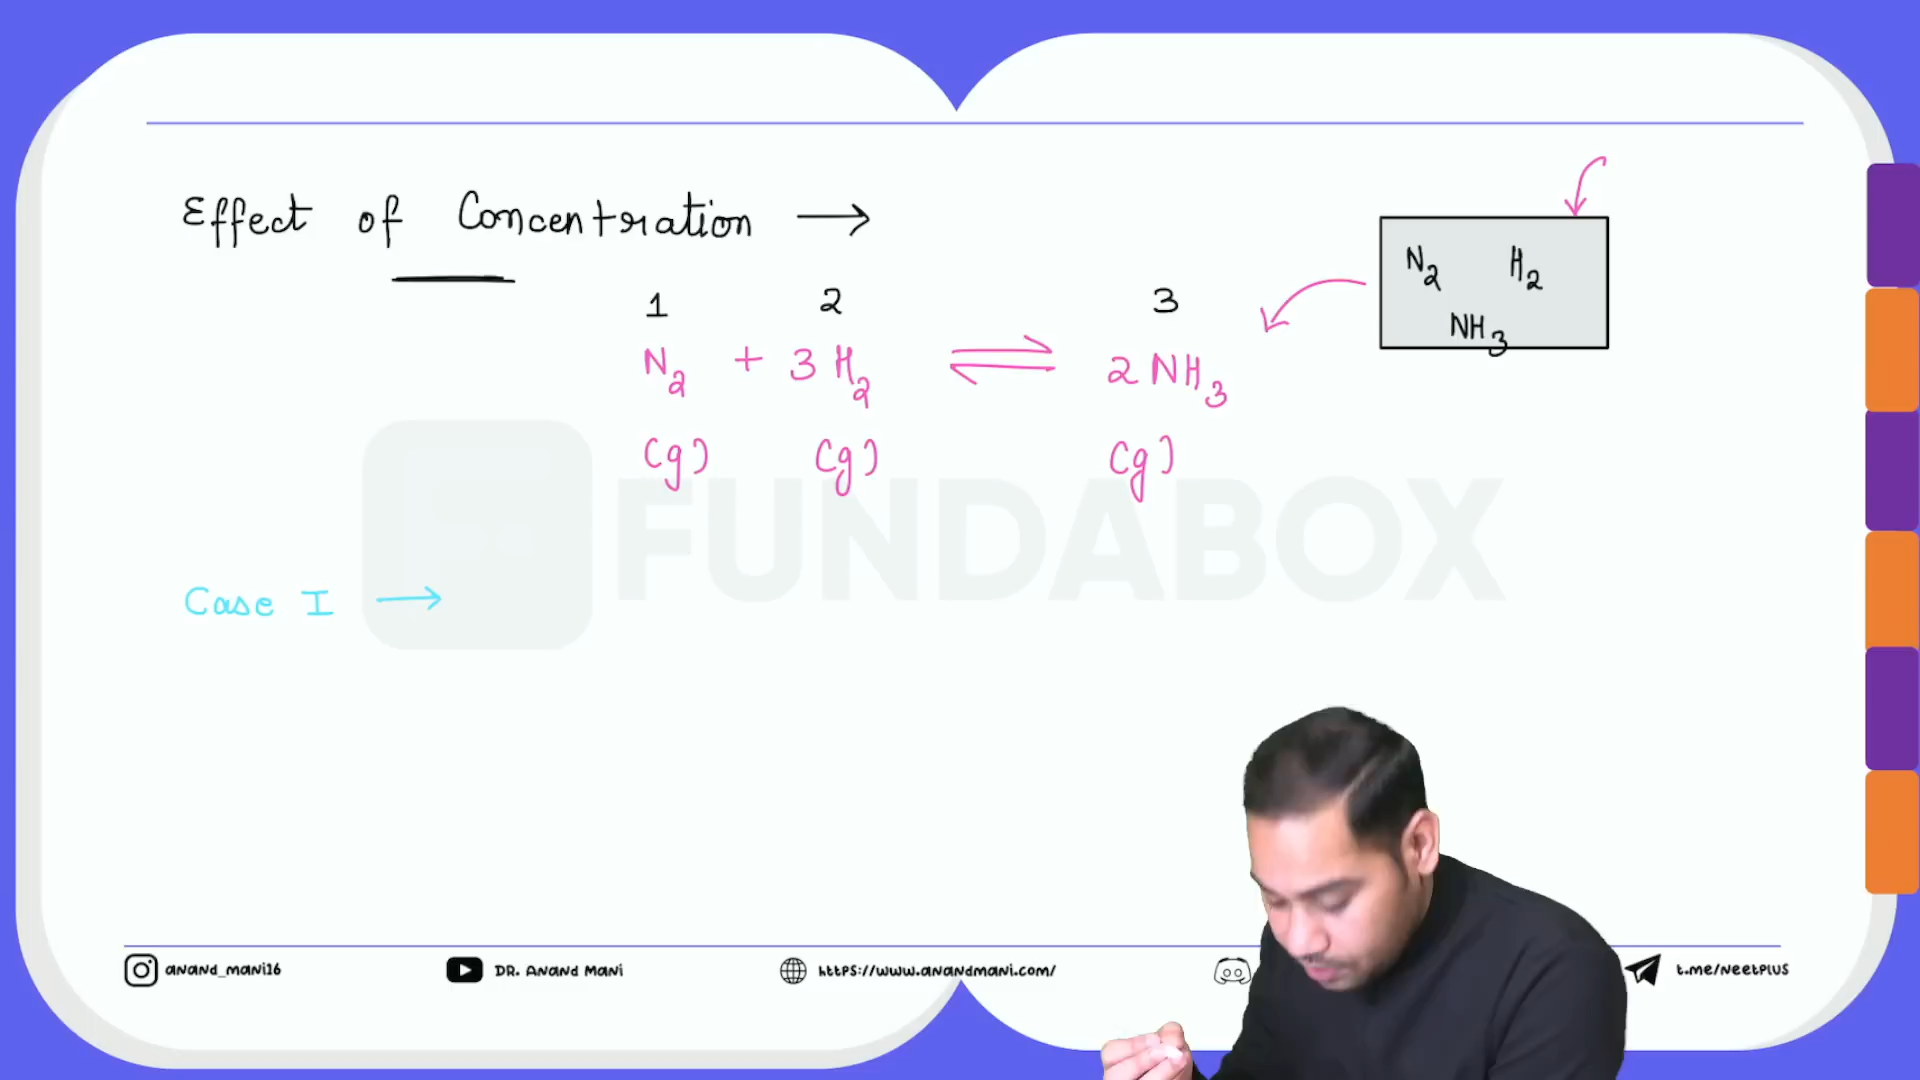 Effect of Concentration →
N2 H2
NH3
1 2 3
N2 + 3 H2 ⇌ 2 NH3
(g) (g) (g)
FUNDABOX
Case I →
anand_mani16 DR. Anand Mani https://www.anandmani.com/ t.me/neetplus